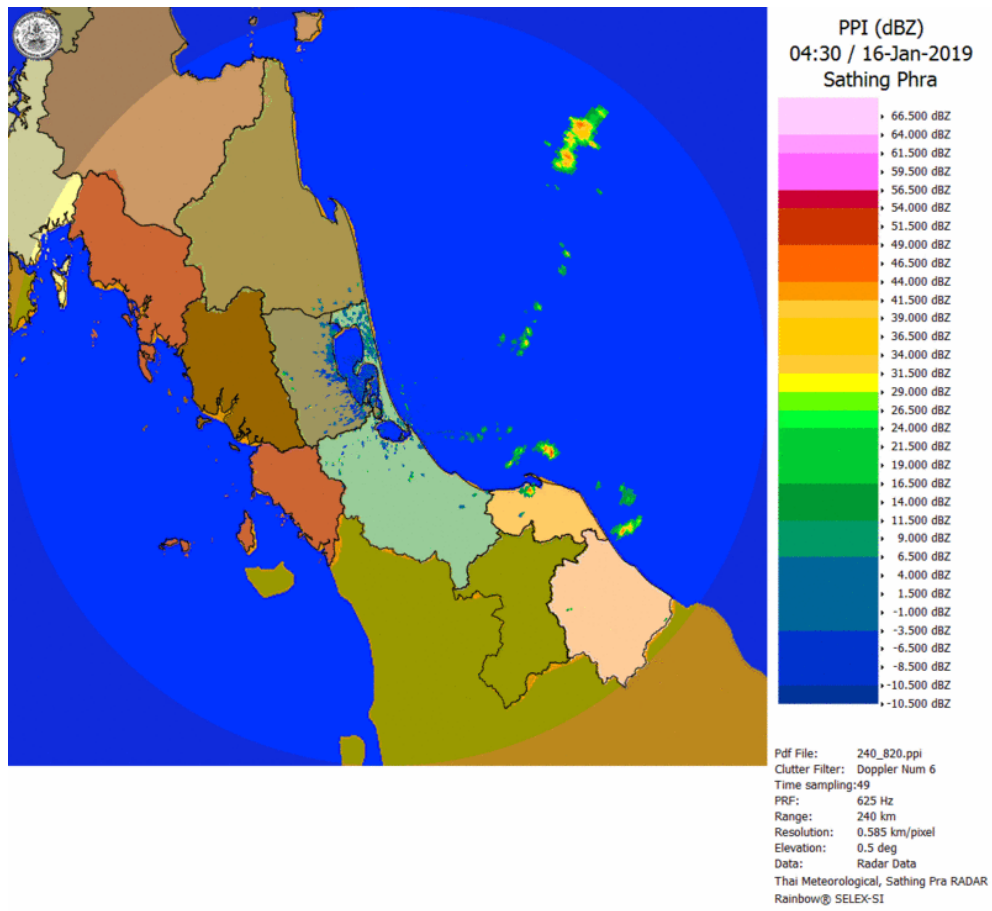 PPI (dBZ)
04:30 / 16-Jan-2019
Sathing Phra
66.500 dBZ
64.000 dBZ
61.500 dBZ
59.500 dBZ
56.500 dBZ
54.000 dBZ
51.500 dBZ
49.000 dBZ
46.500 dBZ
44.000 dBZ
41.500 dBZ
39.000 dBZ
36.500 dBZ
34.000 dBZ
31.500 dBZ
29.000 dBZ
26.500 dBZ
24.000 dBZ
21.500 dBZ
19.000 dBZ
16.500 dBZ
14.000 dBZ
11.500 dBZ
9.000 dBZ
6.500 dBZ
4.000 dBZ
1.500 dBZ
-1.000 dBZ
-3.500 dBZ
-6.500 dBZ
-8.500 dBZ
-10.500 dBZ
-10.500 dBZ
Pdf File: 240_820.ppi
Clutter Filter: Doppler Num 6
Time sampling:49
PRF: 625 Hz
Range: 240 km
Resolution: 0.585 km/pixel
Elevation: 0.5 deg
Data: Radar Data
Thai Meteorological, Sathing Pra RADAR
Rainbow® SELEX-SI